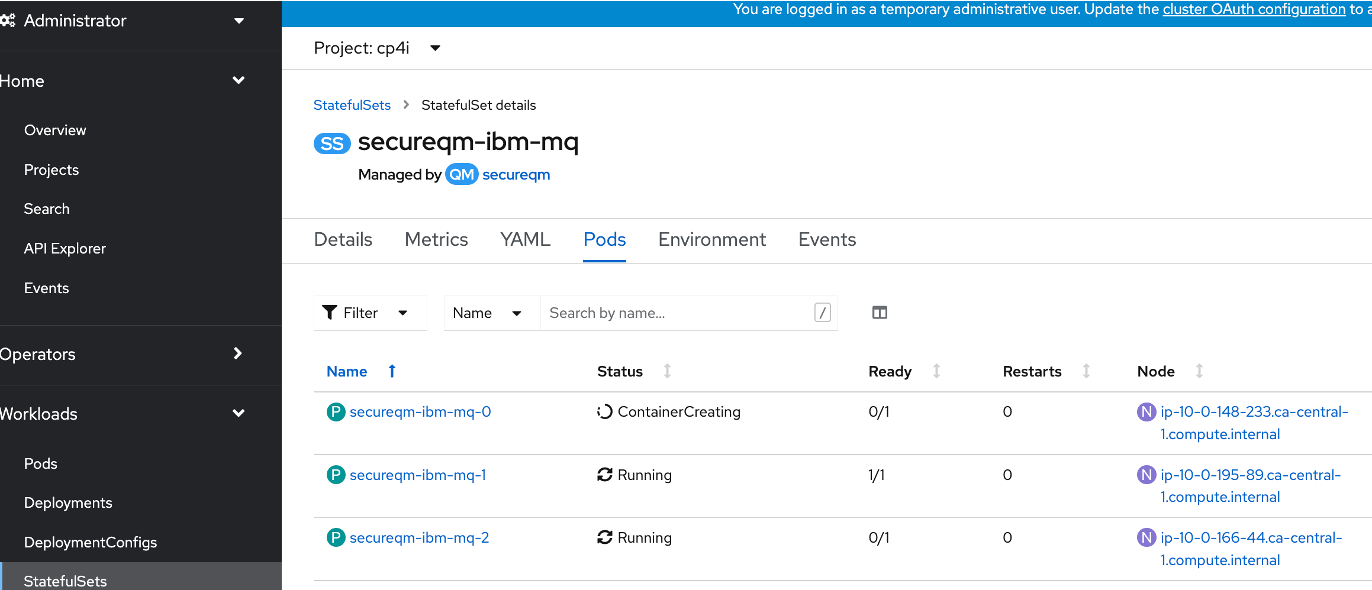 Administrator
You are logged in as a temporary administrative user. Update the cluster OAuth configuration to
Project: cp4i
Home
Overview
Projects
Search
API Explorer
Events
Operators
Workloads
Pods
Deployments
DeploymentConfigs
StatefulSets
StatefulSets > StatefulSet details
SS secureqm-ibm-mq
Managed by QM secureqm
Details Metrics YAML Pods Environment Events
Filter Name Search by name... /
Name Status Ready Restarts Node
P secureqm-ibm-mq-0 ContainerCreating 0/1 0 N ip-10-0-148-233.ca-central-
1.compute.internal
P secureqm-ibm-mq-1 Running 1/1 0 N ip-10-0-195-89.ca-central-
1.compute.internal
P secureqm-ibm-mq-2 Running 0/1 0 N ip-10-0-166-44.ca-central-
1.compute.internal